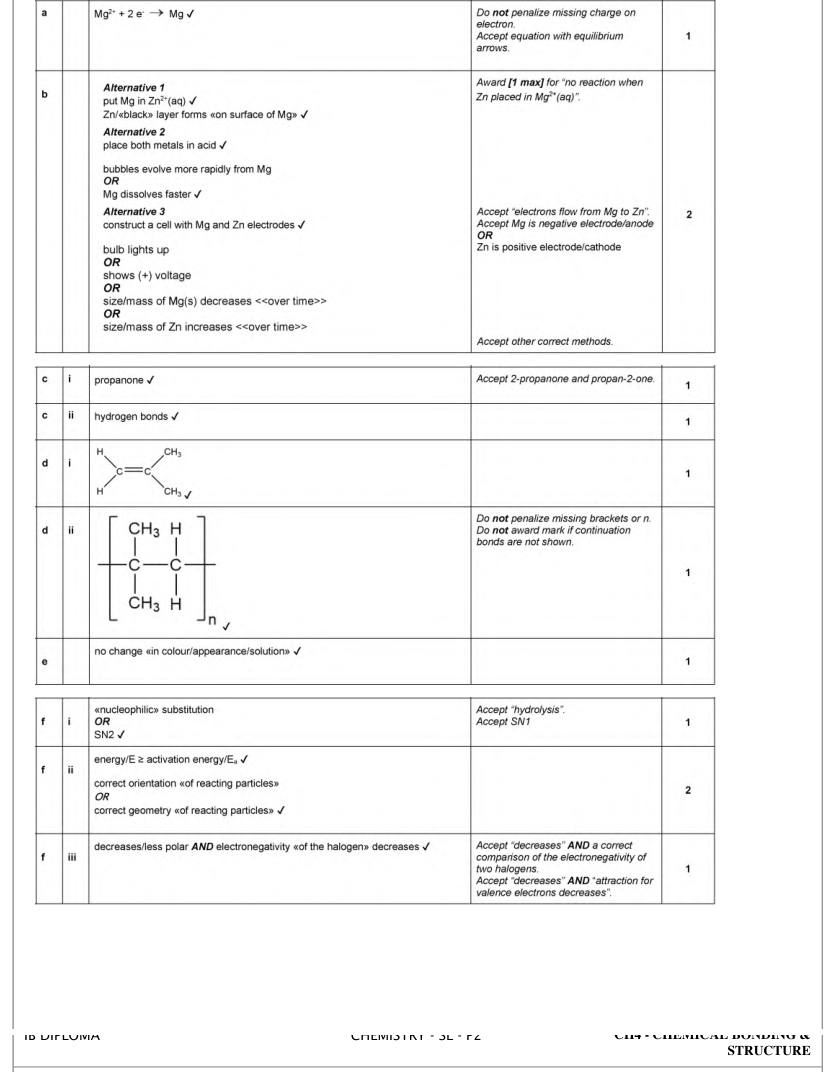 a Mg²⁺ + 2 e⁻ → Mg ✓
Do not penalize missing charge on
electron.
Accept equation with equilibrium
arrows.
1
b
Alternative 1
put Mg in Zn²⁺(aq) ✓
Zn/«black» layer forms «on surface of Mg» ✓
Alternative 2
place both metals in acid ✓
bubbles evolve more rapidly from Mg
OR
Mg dissolves faster ✓
Alternative 3
construct a cell with Mg and Zn electrodes ✓
bulb lights up
OR
shows (+) voltage
OR
size/mass of Mg(s) decreases <<over time>>
OR
size/mass of Zn increases <<over time>>
Award [1 max] for "no reaction when
Zn placed in Mg²⁺(aq)".
Accept "electrons flow from Mg to Zn".
Accept Mg is negative electrode/anode
OR
Zn is positive electrode/cathode
Accept other correct methods.
2
c i propanone ✓ Accept 2-propanone and propan-2-one. 1
c ii hydrogen bonds ✓ 1
d i
H CH₃
C=C
H CH₃ ✓
1
d ii
CH₃ H
C—C
CH₃ H
n ✓
Do not penalize missing brackets or n.
Do not award mark if continuation
bonds are not shown.
1
e no change «in colour/appearance/solution» ✓ 1
f i
«nucleophilic» substitution
OR
SN2 ✓
Accept "hydrolysis".
Accept SN1
1
f ii
energy/E ≥ activation energy/Eₐ ✓
correct orientation «of reacting particles»
OR
correct geometry «of reacting particles» ✓
2
f iii decreases/less polar AND electronegativity «of the halogen» decreases ✓
Accept "decreases" AND a correct
comparison of the electronegativity of
two halogens.
Accept "decreases" AND "attraction for
valence electrons decreases".
1
IB DIPLOMA CHEMISTRY - SL - P2 CH4 - CHEMICAL BONDING &
STRUCTURE